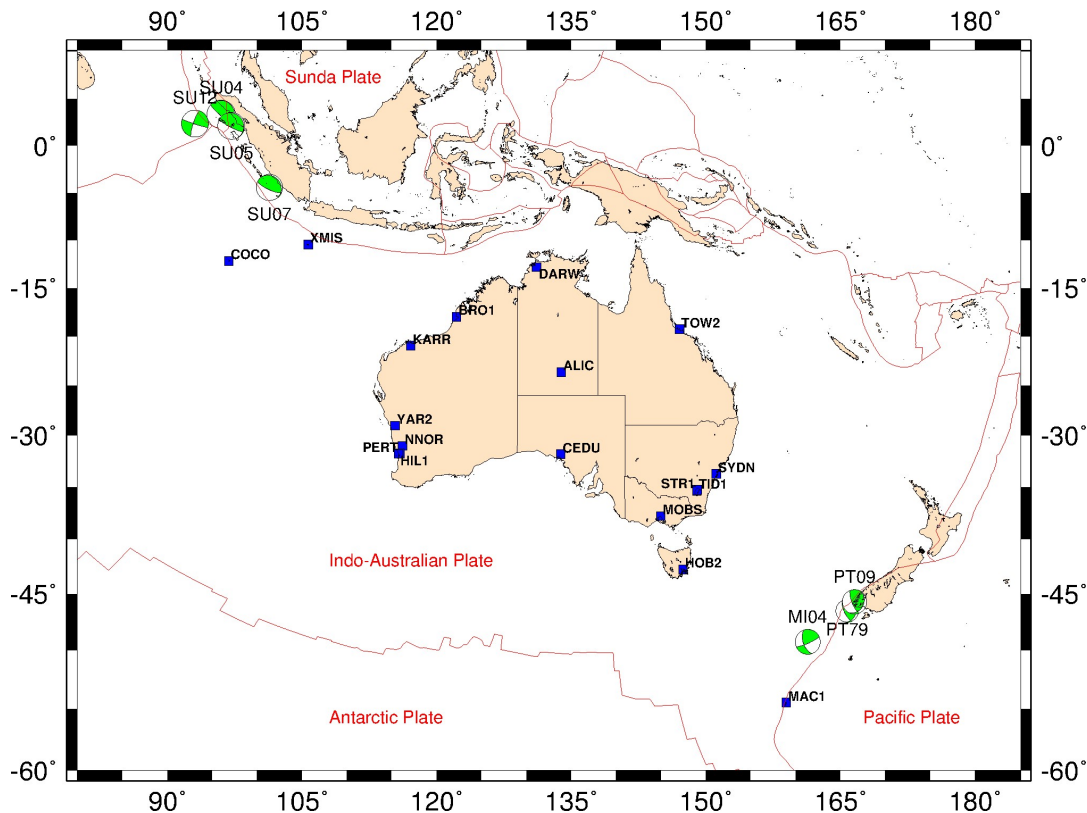 90˚ 105˚ 120˚ 135˚ 150˚ 165˚ 180˚
Sunda Plate
SU04
SU12
0˚ 0˚
SU05
SU07
XMIS
COCO
DARW
-15˚ -15˚
BRO1
TOW2
KARR
ALIC
YAR2
-30˚ -30˚
NNOR
PERT
CEDU
HIL1
SYDN
STR1 TID1
MOBS
Indo-Australian Plate
HOB2
PT09
-45˚ -45˚
MI04
PT79
MAC1
Antarctic Plate
Pacific Plate
-60˚ -60˚
90˚ 105˚ 120˚ 135˚ 150˚ 165˚ 180˚